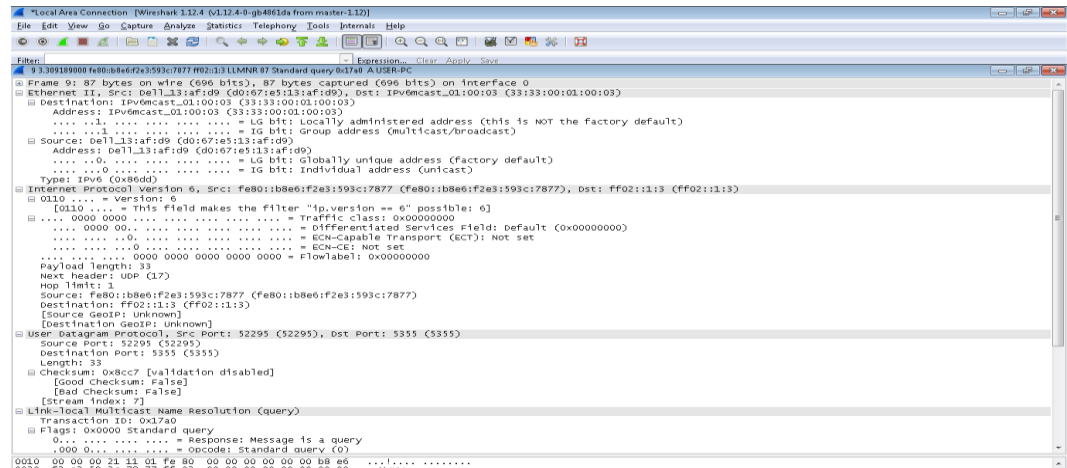 *Local Area Connection [Wireshark 1.12.4 (v1.12.4-0-gb4861da from master-1.12)]
File Edit View Go Capture Analyze Statistics Telephony Tools Internals Help
Filter: Expression... Clear Apply Save
9 3.309189000 fe80::b8e6:f2e3:593c:7877 ff02::1:3 LLMNR 87 Standard query 0x17a0 A USER-PC
Frame 9: 87 bytes on wire (696 bits), 87 bytes captured (696 bits) on interface 0
Ethernet II, Src: Dell_13:af:d9 (d0:67:e5:13:af:d9), Dst: IPv6mcast_01:00:03 (33:33:00:01:00:03)
Destination: IPv6mcast_01:00:03 (33:33:00:01:00:03)
Address: IPv6mcast_01:00:03 (33:33:00:01:00:03)
.... ..1. .... .... .... .... = LG bit: Locally administered address (this is NOT the factory default)
.... ...1 .... .... .... .... = IG bit: Group address (multicast/broadcast)
Source: Dell_13:af:d9 (d0:67:e5:13:af:d9)
Address: Dell_13:af:d9 (d0:67:e5:13:af:d9)
.... ..0. .... .... .... .... = LG bit: Globally unique address (factory default)
.... ...0 .... .... .... .... = IG bit: Individual address (unicast)
Type: IPv6 (0x86dd)
Internet Protocol Version 6, Src: fe80::b8e6:f2e3:593c:7877 (fe80::b8e6:f2e3:593c:7877), Dst: ff02::1:3 (ff02::1:3)
0110 .... = Version: 6
[0110 .... = This field makes the filter "ip.version == 6" possible: 6]
.... 0000 0000 .... .... .... .... .... = Traffic class: 0x00000000
.... 0000 00.. .... .... .... .... .... = Differentiated Services Field: Default (0x00000000)
.... .... ..0. .... .... .... .... .... = ECN-Capable Transport (ECT): Not set
.... .... ...0 .... .... .... .... .... = ECN-CE: Not set
.... .... .... 0000 0000 0000 0000 0000 = Flowlabel: 0x00000000
Payload length: 33
Next header: UDP (17)
Hop limit: 1
Source: fe80::b8e6:f2e3:593c:7877 (fe80::b8e6:f2e3:593c:7877)
Destination: ff02::1:3 (ff02::1:3)
[Source GeoIP: Unknown]
[Destination GeoIP: Unknown]
User Datagram Protocol, Src Port: 52295 (52295), Dst Port: 5355 (5355)
Source Port: 52295 (52295)
Destination Port: 5355 (5355)
Length: 33
Checksum: 0x8cc7 [validation disabled]
[Good Checksum: False]
[Bad Checksum: False]
[Stream index: 7]
Link-local Multicast Name Resolution (query)
Transaction ID: 0x17a0
Flags: 0x0000 Standard query
0... .... .... .... = Response: Message is a query
.000 0... .... .... = Opcode: Standard query (0)
0010 00 00 00 21 11 01 fe 80 00 00 00 00 00 00 b8 e6 ...!.... ........